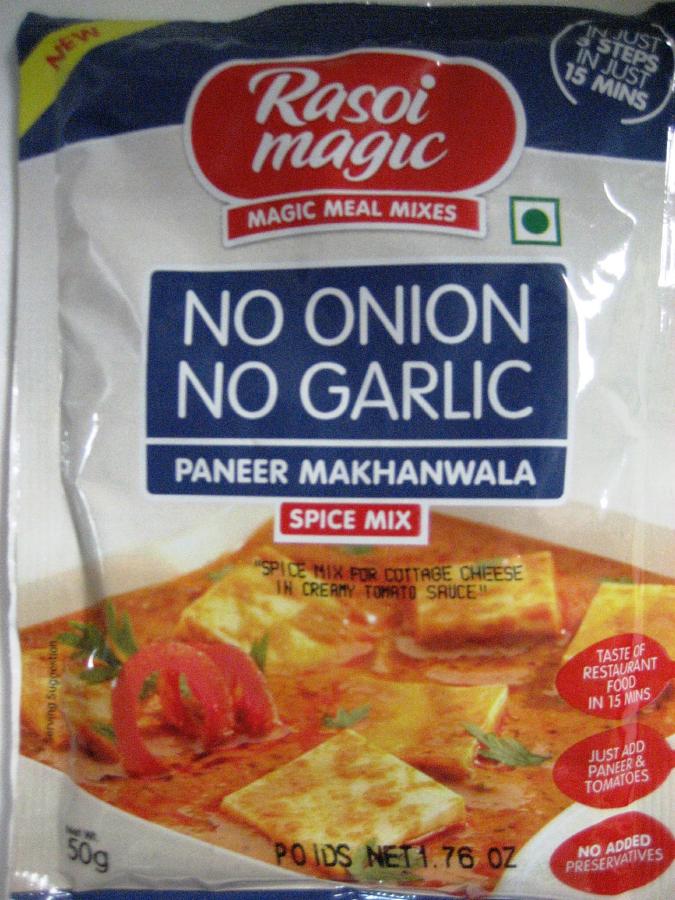 NEW
IN JUST
3 STEPS
IN JUST
15 MINS
Rasoi
magic
MAGIC MEAL MIXES
NO ONION
NO GARLIC
PANEER MAKHANWALA
SPICE MIX
"SPICE MIX FOR COTTAGE CHEESE
IN CREAMY TOMATO SAUCE"
TASTE OF
RESTAURANT
FOOD
IN 15 MINS
Serving Suggestion
JUST ADD
PANEER &
TOMATOES
NO ADDED
PRESERVATIVES
Net Wt.
50g
POIDS NET1.76 OZ